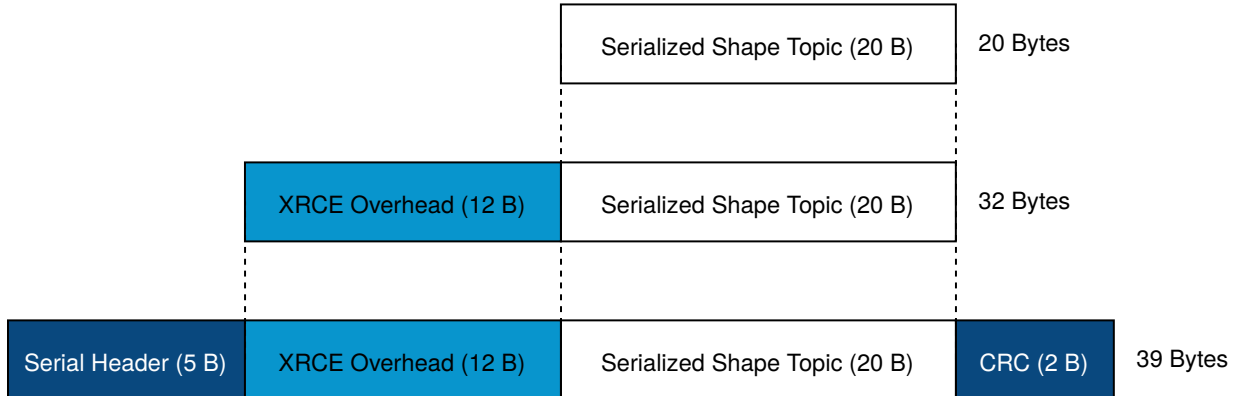 Serialized Shape Topic (20 B) 20 Bytes
XRCE Overhead (12 B) Serialized Shape Topic (20 B) 32 Bytes
Serial Header (5 B) XRCE Overhead (12 B) Serialized Shape Topic (20 B) CRC (2 B) 39 Bytes